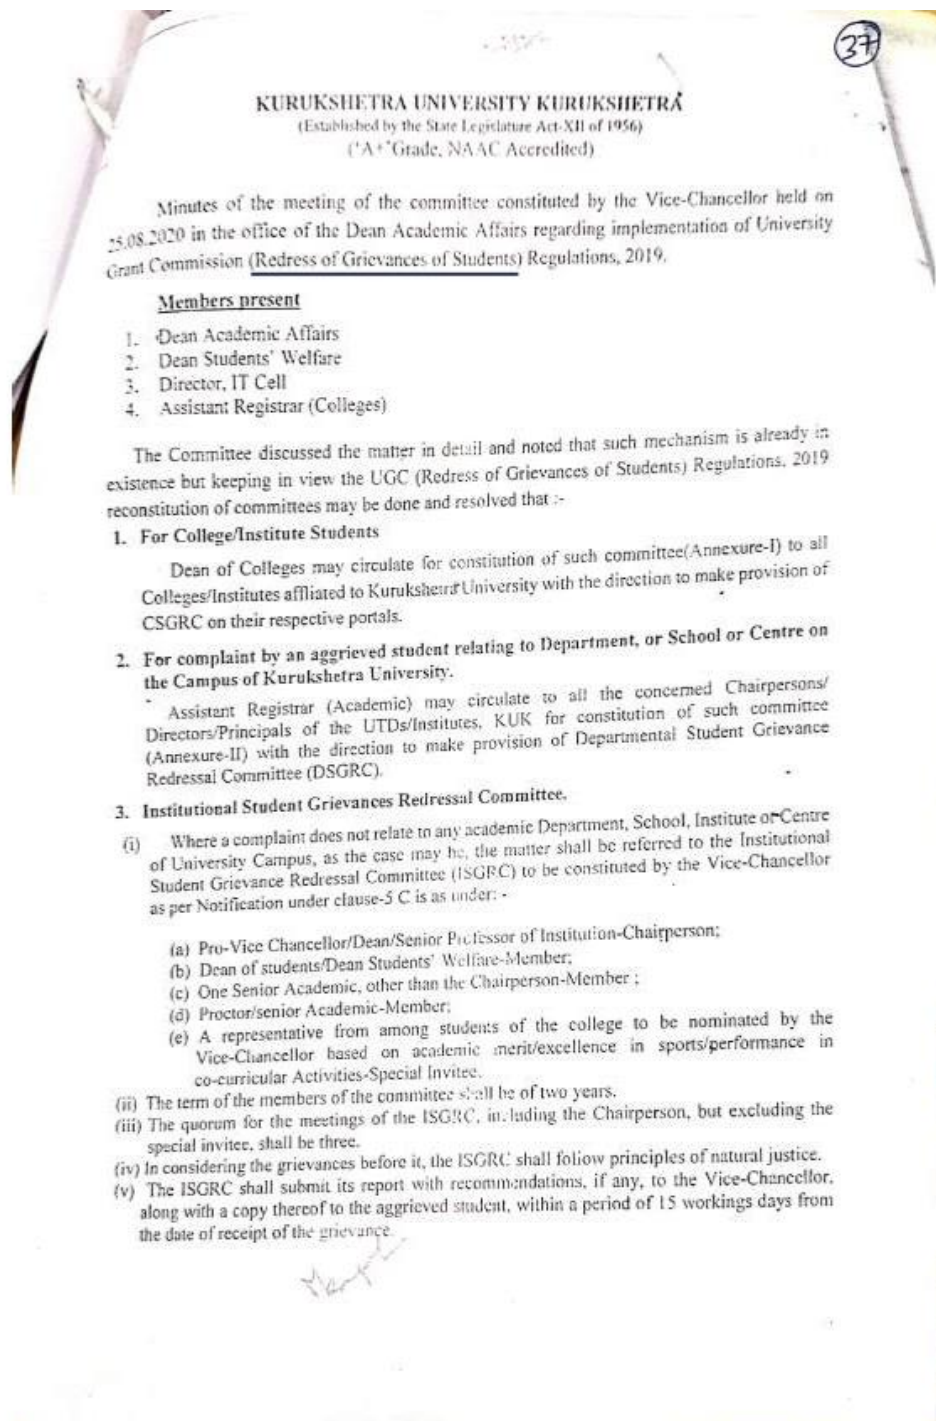 37
KURUKSHETRA UNIVERSITY KURUKSHETRA
(Established by the State Legislature Act-XII of 1956)
('A+'Grade, NAAC Accredited)
Minutes of the meeting of the committee constituted by the Vice-Chancellor held on
25.08.2020 in the office of the Dean Academic Affairs regarding implementation of University
Grant Commission (Redress of Grievances of Students) Regulations, 2019.
Members present
1. Dean Academic Affairs
2. Dean Students' Welfare
3. Director, IT Cell
4. Assistant Registrar (Colleges)
The Committee discussed the matter in detail and noted that such mechanism is already in
existence but keeping in view the UGC (Redress of Grievances of Students) Regulations, 2019
reconstitution of committees may be done and resolved that :-
1. For College/Institute Students
Dean of Colleges may circulate for constitution of such committee(Annexure-I) to all
Colleges/Institutes affliated to Kurukshetra University with the direction to make provision of
CSGRC on their respective portals.
2. For complaint by an aggrieved student relating to Department, or School or Centre on
the Campus of Kurukshetra University.
Assistant Registrar (Academic) may circulate to all the concerned Chairpersons/
Directors/Principals of the UTDs/Institutes, KUK for constitution of such committee
(Annexure-II) with the direction to make provision of Departmental Student Grievance
Redressal Committee (DSGRC).
3. Institutional Student Grievances Redressal Committee.
(i) Where a complaint does not relate to any academic Department, School, Institute or Centre
of University Campus, as the case may be, the matter shall be referred to the Institutional
Student Grievance Redressal Committee (ISGRC) to be constituted by the Vice-Chancellor
as per Notification under clause-5 C is as under: -
(a) Pro-Vice Chancellor/Dean/Senior Professor of Institution-Chairperson;
(b) Dean of students/Dean Students' Welfare-Member;
(c) One Senior Academic, other than the Chairperson-Member ;
(d) Proctor/senior Academic-Member;
(e) A representative from among students of the college to be nominated by the
Vice-Chancellor based on academic merit/excellence in sports/performance in
co-curricular Activities-Special Invitee.
(ii) The term of the members of the committee shall be of two years.
(iii) The quorum for the meetings of the ISGRC, including the Chairperson, but excluding the
special invitee, shall be three.
(iv) In considering the grievances before it, the ISGRC shall follow principles of natural justice.
(v) The ISGRC shall submit its report with recommendations, if any, to the Vice-Chancellor,
along with a copy thereof to the aggrieved student, within a period of 15 workings days from
the date of receipt of the grievance.